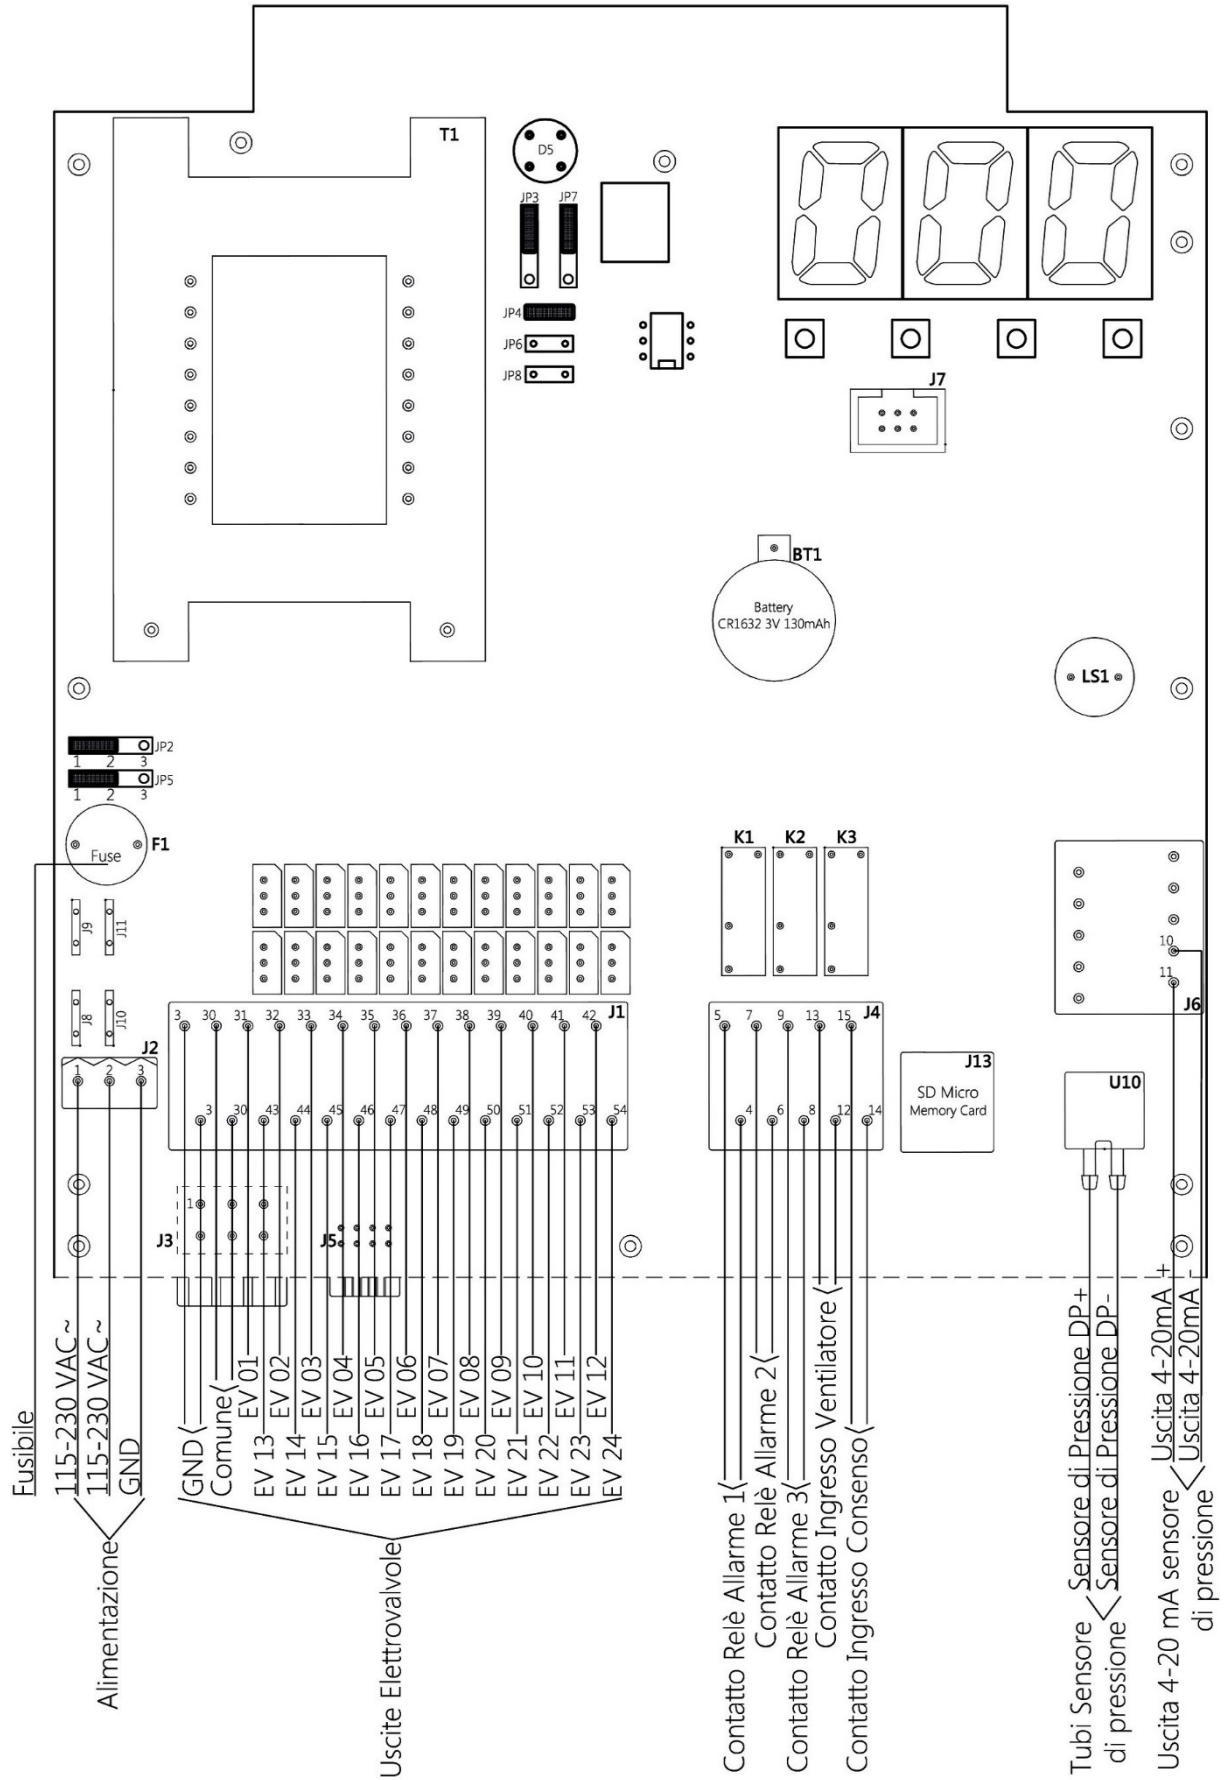 T1
D5
JP3
JP7
JP4
JP6
JP8
J7
BT1
Battery
CR1632 3V 130mAh
LS1
JP2
1 2 3
JP5
1 2 3
F1
Fuse
K1
K2
K3
J9
J11
J8
J10
J2
1 2 3
J1
3 30 31 32 33 34 35 36 37 38 39 40 41 42
3 30 43 44 45 46 47 48 49 50 51 52 53 54
J4
5 7 9 13 15
4 6 8 12 14
10
11
J6
J13
SD Micro
Memory Card
U10
1
J3
J5
Fusibile
115-230 VAC~
115-230 VAC~
GND
Alimentazione
GND
Comune
EV 01
EV 13
EV 02
EV 14
EV 03
EV 15
EV 04
EV 16
EV 05
EV 17
EV 06
EV 18
EV 07
EV 19
EV 08
EV 20
EV 09
EV 21
EV 10
EV 22
EV 11
EV 23
EV 12
EV 24
Uscite Elettrovalvole
Contatto Relè Allarme 1
Contatto Relè Allarme 2
Contatto Relè Allarme 3
Contatto Ingresso Ventilatore
Contatto Ingresso Consenso
Sensore di Pressione DP+
Sensore di Pressione DP-
Tubi Sensore
di pressione
Uscita 4-20mA +
Uscita 4-20mA -
Uscita 4-20 mA sensore
di pressione